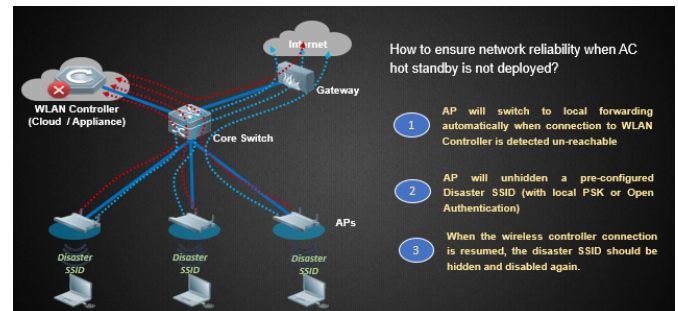 Internet
How to ensure network reliability when AC
hot standby is not deployed?
Gateway
WLAN Controller
(Cloud / Appliance)
Core Switch
1
AP will switch to local forwarding
automatically when connection to WLAN
Controller is detected un-reachable
2
AP will unhidden a pre-configured
Disaster SSID (with local PSK or Open
Authentication)
APs
3
When the wireless controller connection
is resumed, the disaster SSID should be
hidden and disabled again.
Disaster
SSID
Disaster
SSID
Disaster
SSID